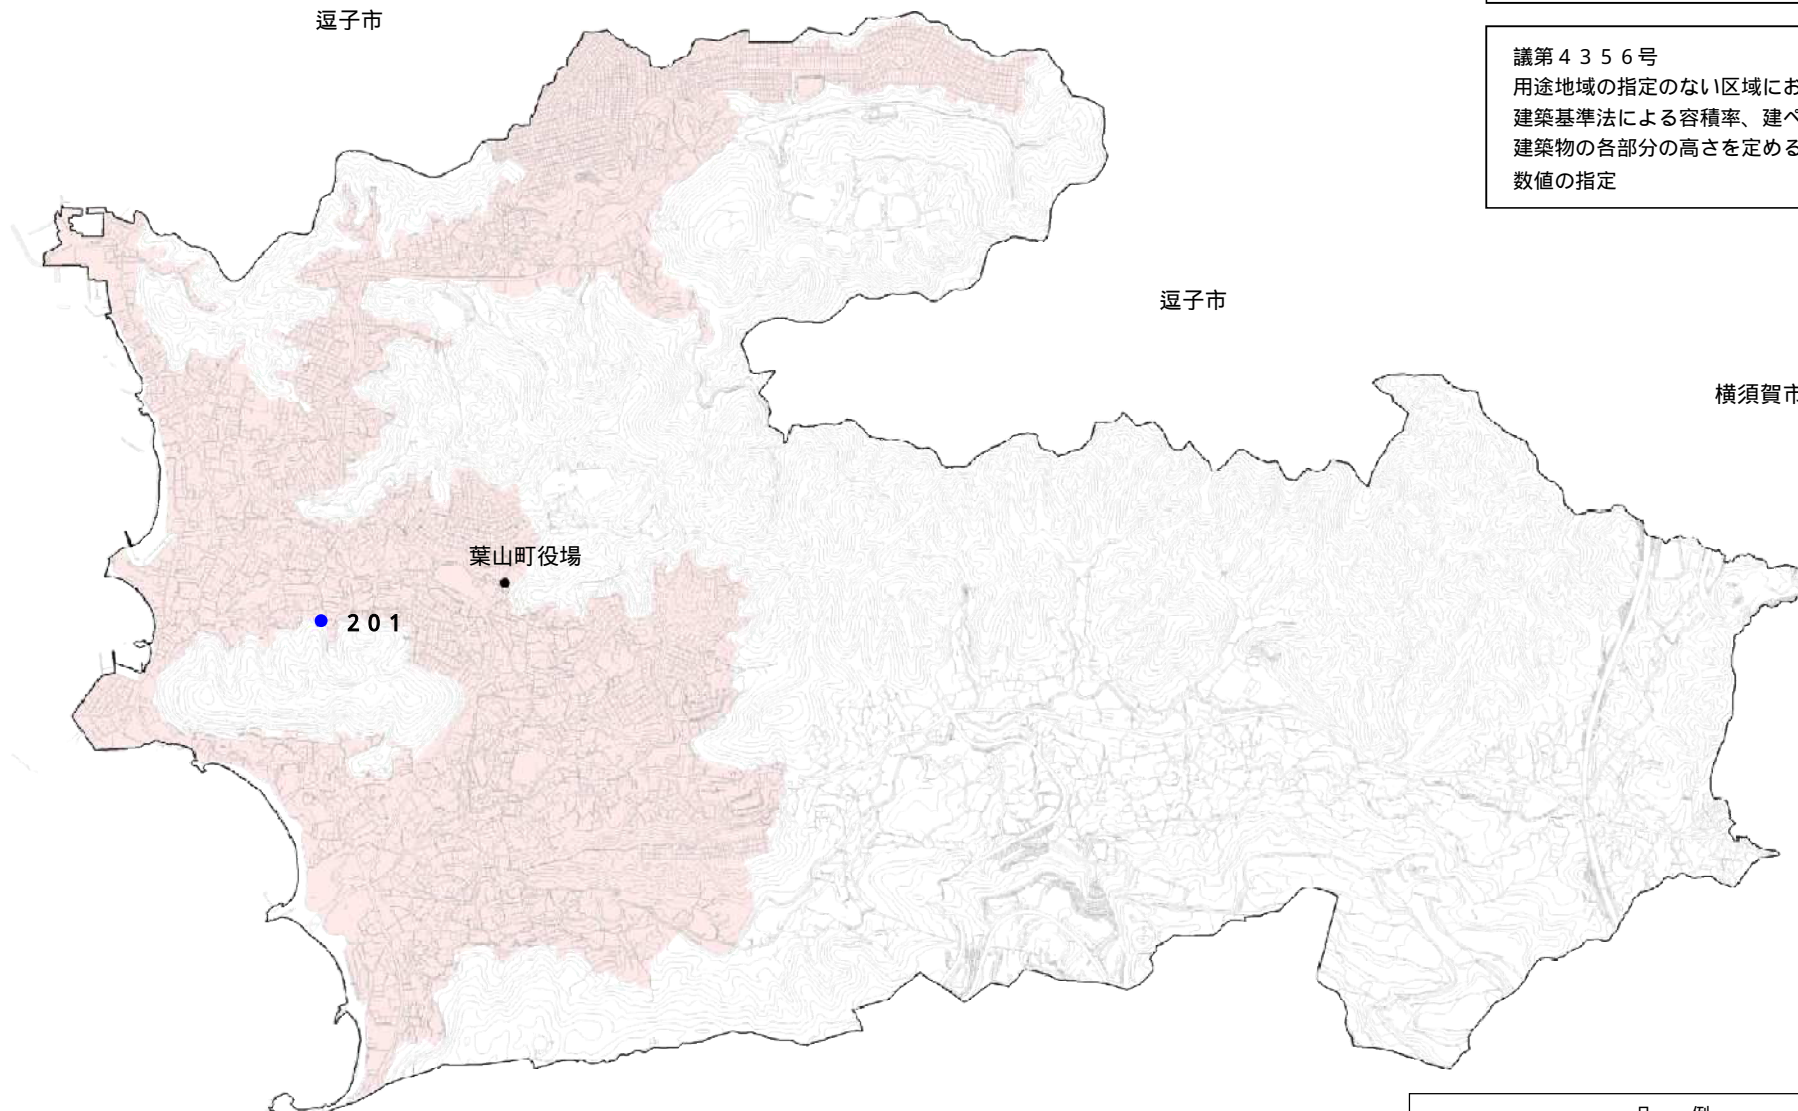 逗子市
議第４３５６号
用途地域の指定のない区域にお
建築基準法による容積率、建ペ
建築物の各部分の高さを定める
数値の指定
逗子市
横須賀市
葉山町役場
２０１
凡　例